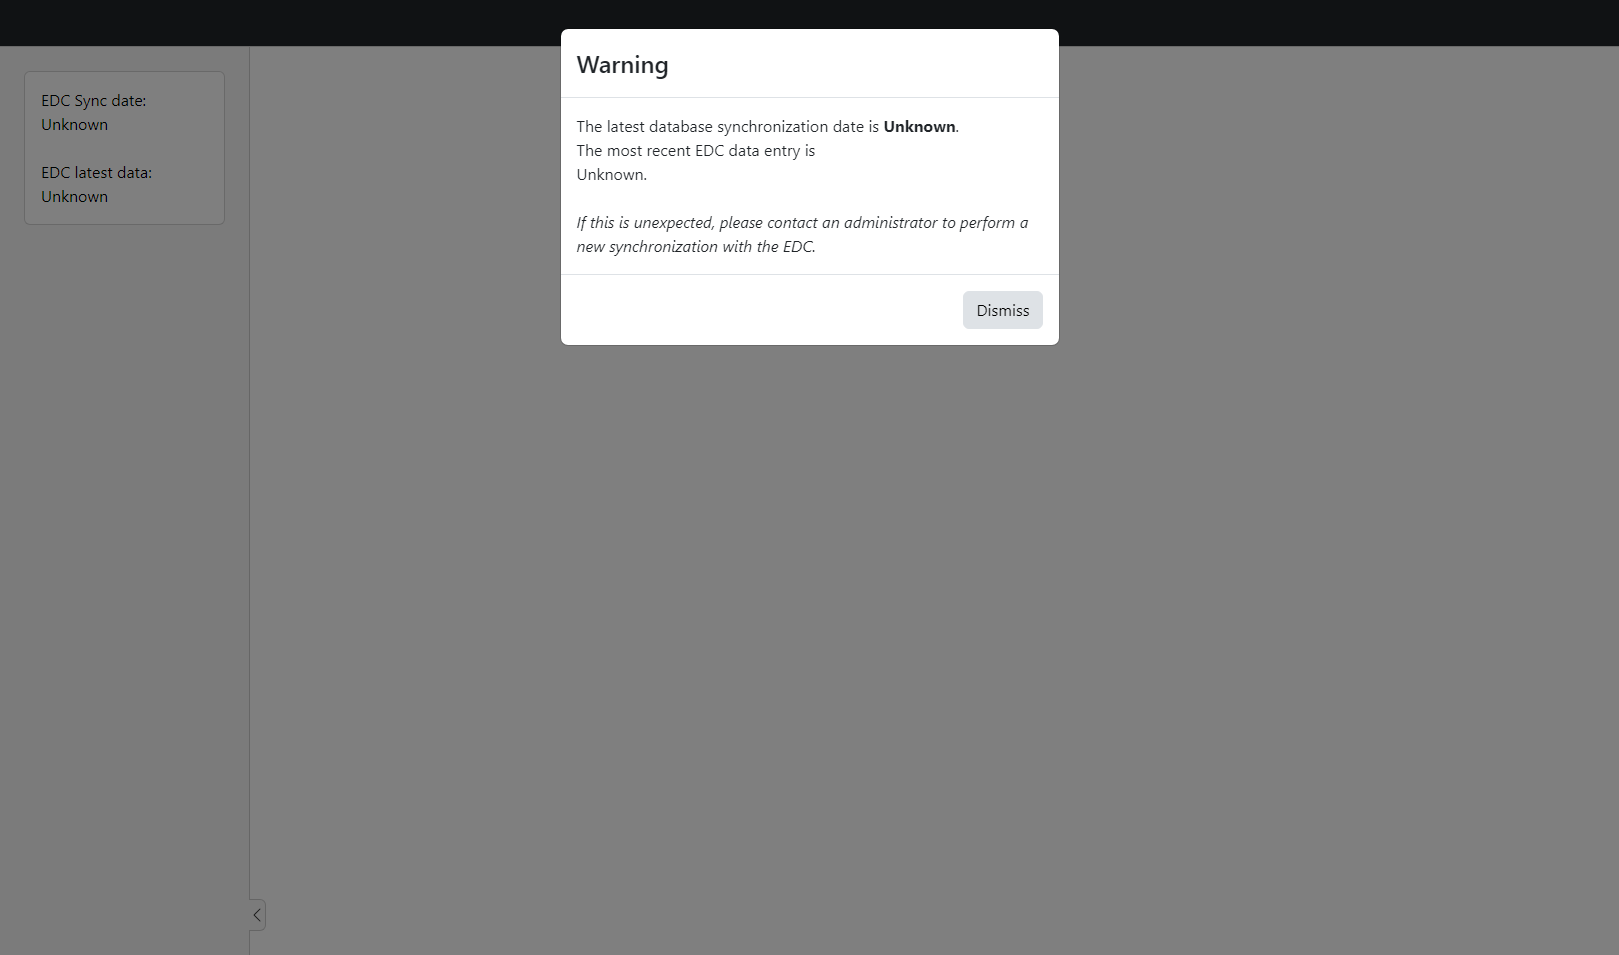 Warning
The latest database synchronization date is Unknown.
The most recent EDC data entry is
Unknown.
If this is unexpected, please contact an administrator to perform a
new synchronization with the EDC.
Dismiss
EDC Sync date:
Unknown
EDC latest data:
Unknown